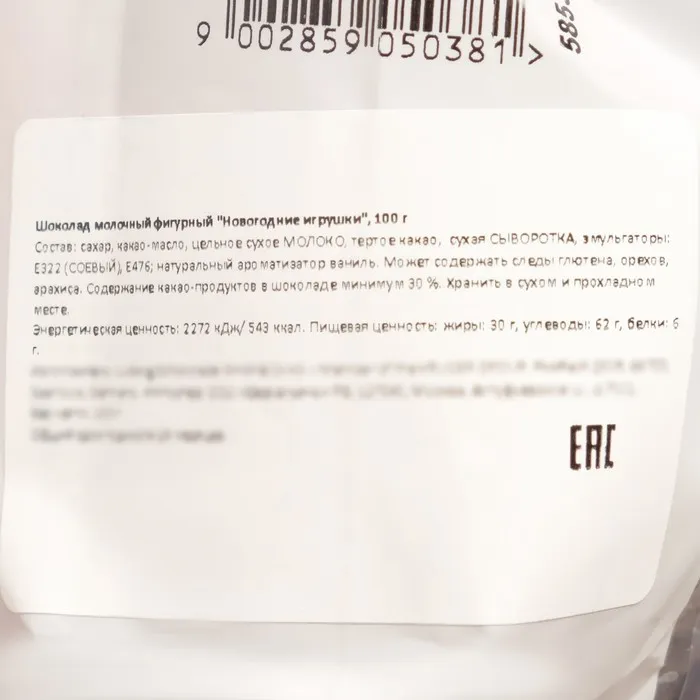 9 002859 050381 >
585
Шоколад молочный фигурный "Новогодние игрушки", 100 г
Состав: сахар, какао-масло, цельное сухое МОЛОКО, тертое какао, сухая СЫВОРОТКА, эмульгаторы:
Е322 (СОЕВЫЙ), Е476; натуральный ароматизатор ваниль. Может содержать следы глютена, орехов,
арахиса. Содержание какао-продуктов в шоколаде минимум 30 %. Хранить в сухом и прохладном
месте.
Энергетическая ценность: 2272 кДж/ 543 ккал. Пищевая ценность: жиры: 30 г, углеводы: 62 г, белки: 6
г.
EAC